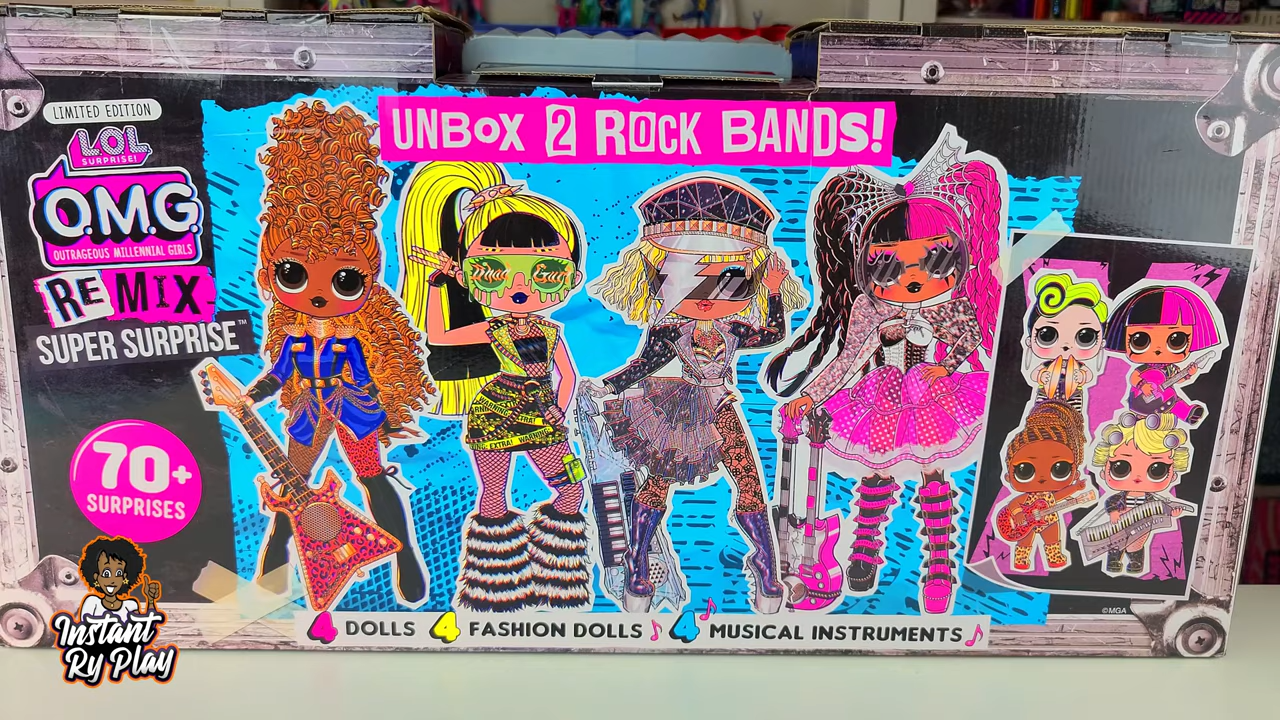 LIMITED EDITION
LOL
SURPRISE!
O.M.G.
OUTRAGEOUS MILLENNIAL GIRLS
REMIX
SUPER SURPRISE™
70+
SURPRISES
UNBOX 2 ROCK BANDS!
4 DOLLS 4 FASHION DOLLS 4 MUSICAL INSTRUMENTS
©MGA
Instant
Ry Play